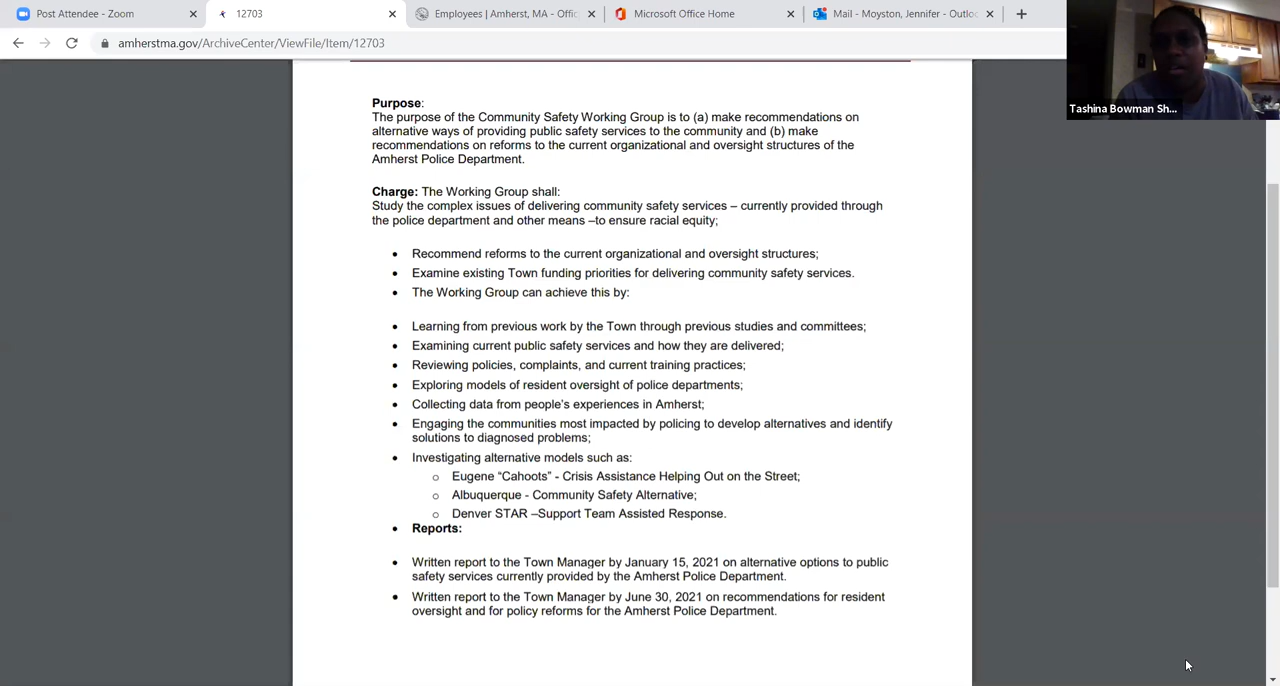 Post Attendee - Zoom
12703
Employees | Amherst, MA - Offic
Microsoft Office Home
Mail - Moyston, Jennifer - Outloo
amherstma.gov/ArchiveCenter/ViewFile/Item/12703
Tashina Bowman Sh...
Purpose:
The purpose of the Community Safety Working Group is to (a) make recommendations on
alternative ways of providing public safety services to the community and (b) make
recommendations on reforms to the current organizational and oversight structures of the
Amherst Police Department.
Charge: The Working Group shall:
Study the complex issues of delivering community safety services – currently provided through
the police department and other means –to ensure racial equity;
• Recommend reforms to the current organizational and oversight structures;
• Examine existing Town funding priorities for delivering community safety services.
• The Working Group can achieve this by:
• Learning from previous work by the Town through previous studies and committees;
• Examining current public safety services and how they are delivered;
• Reviewing policies, complaints, and current training practices;
• Exploring models of resident oversight of police departments;
• Collecting data from people's experiences in Amherst;
• Engaging the communities most impacted by policing to develop alternatives and identify
solutions to diagnosed problems;
• Investigating alternative models such as:
o Eugene “Cahoots” - Crisis Assistance Helping Out on the Street;
o Albuquerque - Community Safety Alternative;
o Denver STAR –Support Team Assisted Response.
• Reports:
• Written report to the Town Manager by January 15, 2021 on alternative options to public
safety services currently provided by the Amherst Police Department.
• Written report to the Town Manager by June 30, 2021 on recommendations for resident
oversight and for policy reforms for the Amherst Police Department.